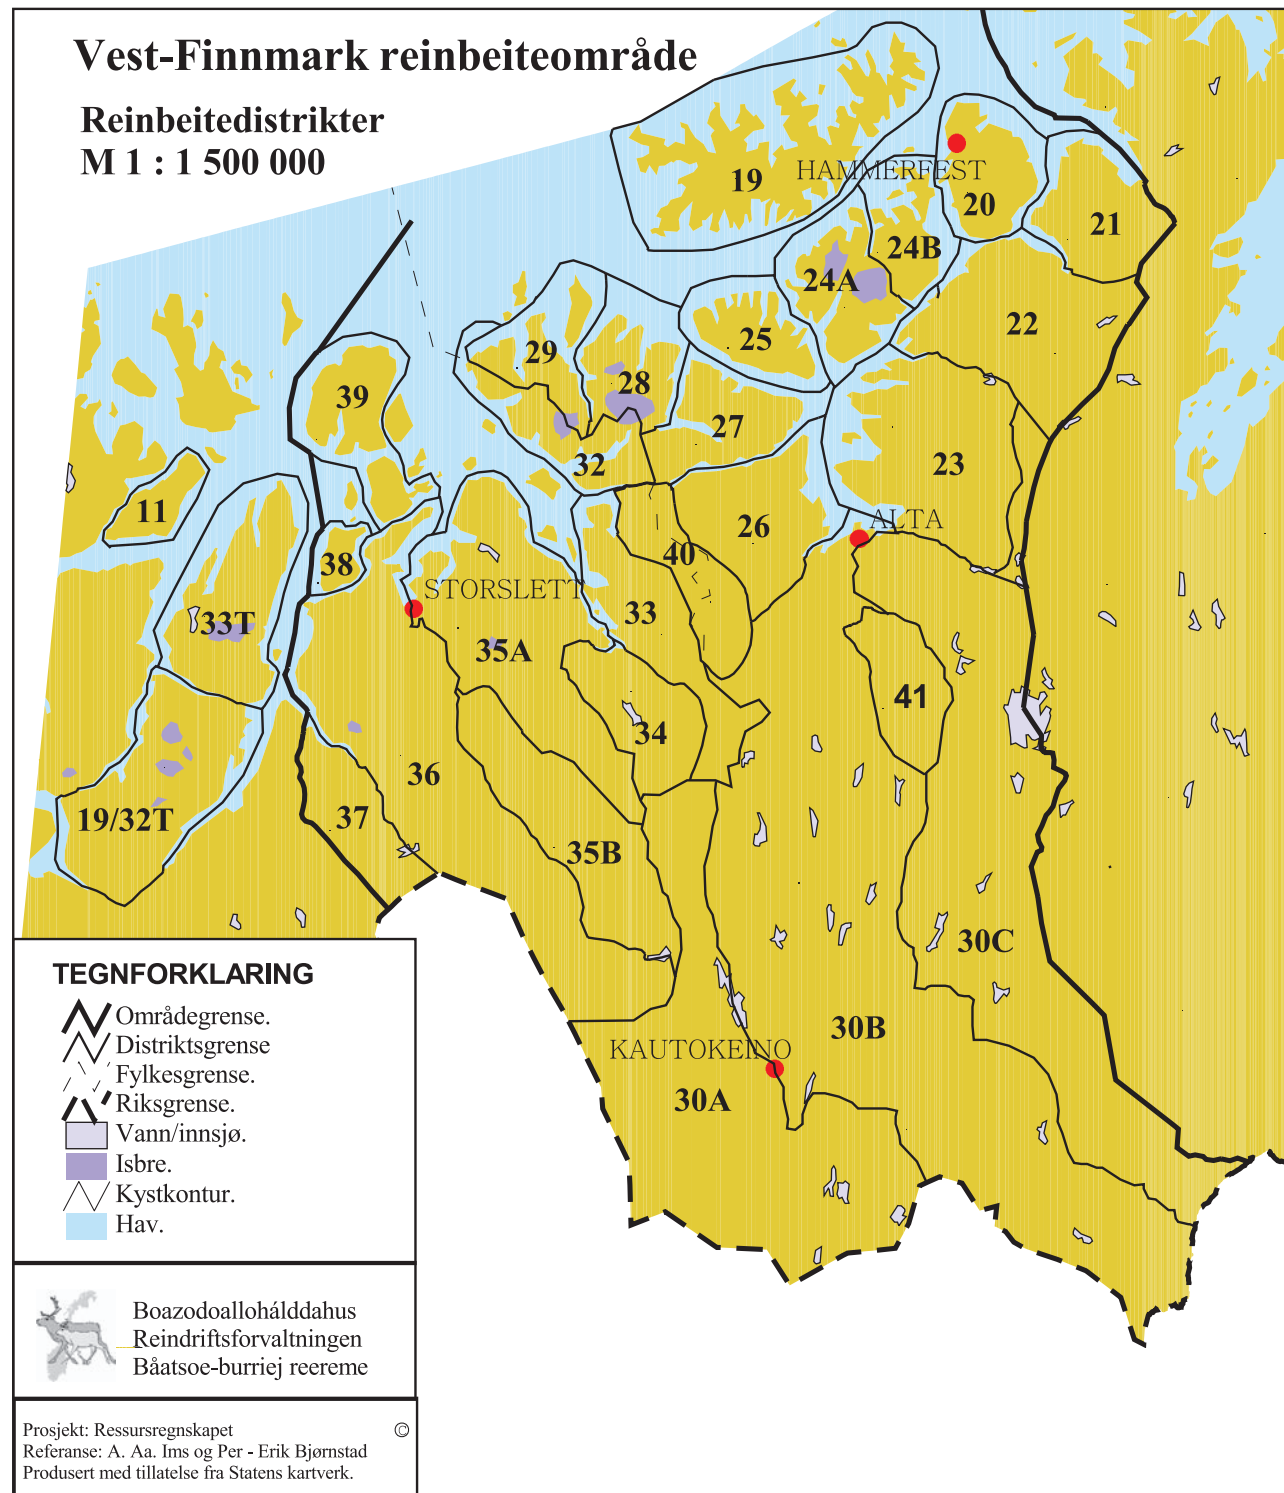 Vest-Finnmark reinbeiteområde
Reinbeitedistrikter
M 1 : 1 500 000
HAMMERFEST
19
20
21
24B
24A
22
25
29
28
39
27
32
23
11
26
ALTA
40
38
STORSLETT
33T
33
35A
41
34
36
19/32T
37
35B
30C
30B
KAUTOKEINO
30A
TEGNFORKLARING
Områdegrense.
Distriktsgrense
Fylkesgrense.
Riksgrense.
Vann/innsjø.
Isbre.
Kystkontur.
Hav.
Boazodoallohálddahus
Reindriftsforvaltningen
Båatsoe-burriej reereme
Prosjekt: Ressursregnskapet ©
Referanse: A. Aa. Ims og Per - Erik Bjørnstad
Produsert med tillatelse fra Statens kartverk.